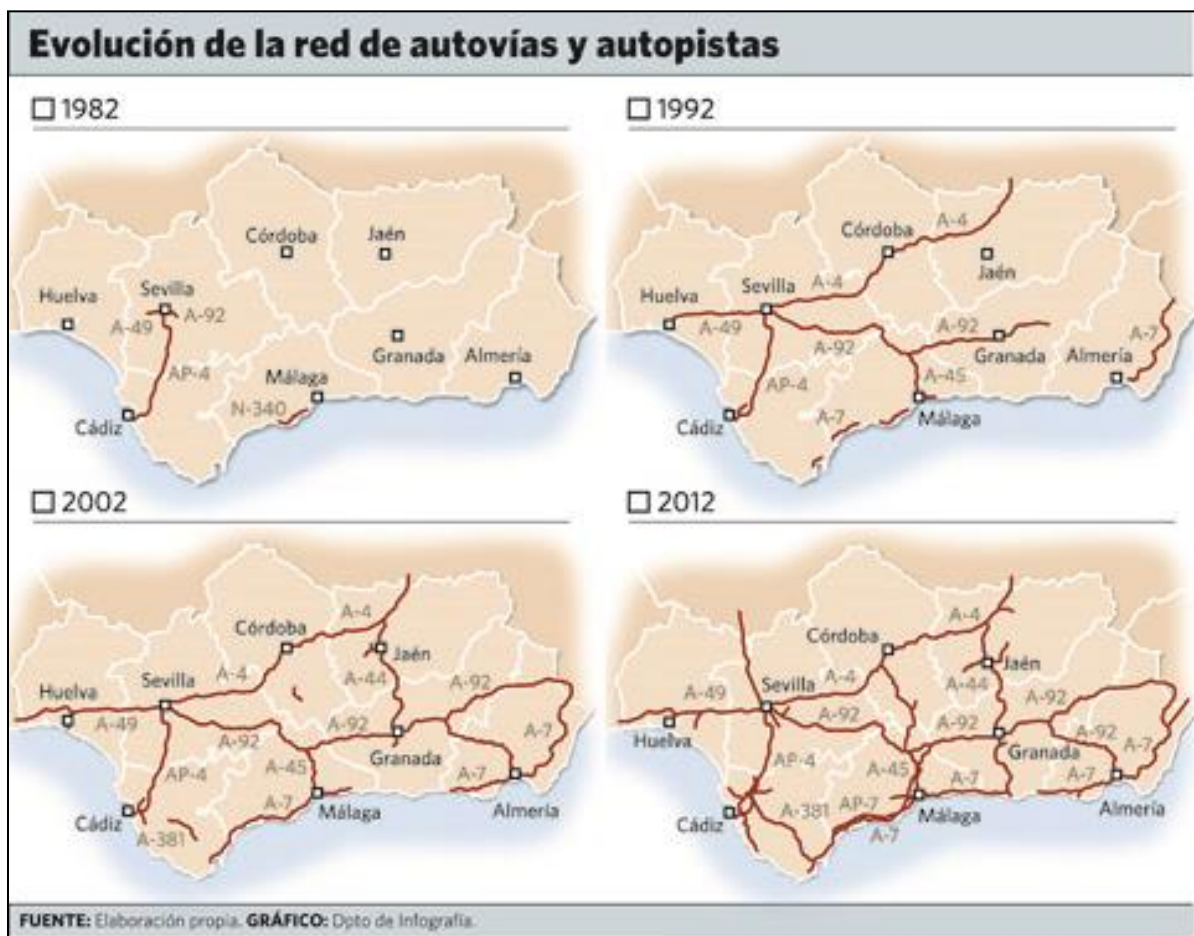 Evolución de la red de autovías y autopistas
1982
Córdoba
Jaén
Huelva
Sevilla
A-49
A-92
Granada
Almería
AP-4
Málaga
N-340
Cádiz
1992
A-4
Córdoba
Jaén
Huelva
Sevilla
A-4
A-49
A-92
A-92
Granada
A-7
Almería
AP-4
A-45
A-7
Cádiz
Málaga
2002
A-4
Córdoba
Jaén
Sevilla
A-4
A-44
A-92
Huelva
A-49
A-92
A-92
Granada
A-7
AP-4
A-45
A-7
A-7
Málaga
Almería
Cádiz
A-381
2012
A-4
Córdoba
Jaén
A-49
Sevilla
A-4
A-44
A-92
Huelva
A-92
A-92
Granada
A-92
A-7
AP-4
A-45
A-7
A-7
Cádiz
A-381
AP-7
Málaga
Almería
A-7
FUENTE: Elaboración propia. GRÁFICO: Dpto de Infografía.